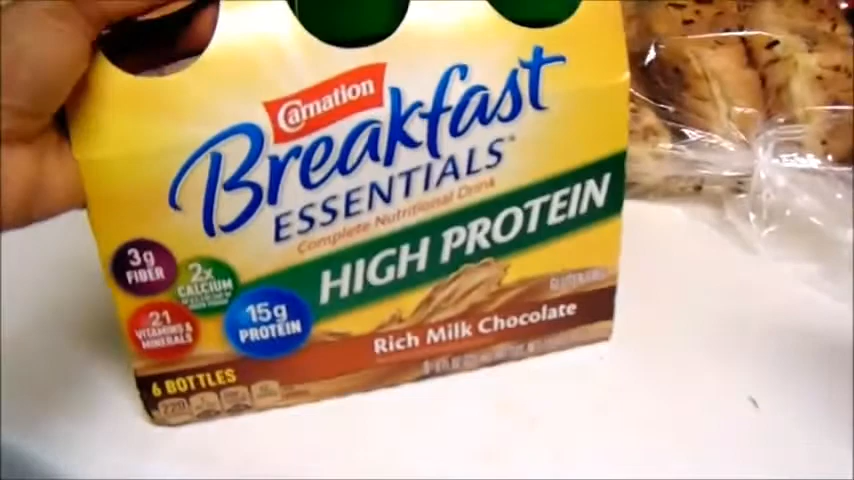 Carnation
Breakfast
ESSENTIALS
Complete Nutritional Drink
HIGH PROTEIN
3g
FIBER
2x
CALCIUM
21
VITAMINS &
MINERALS
15g
PROTEIN
Rich Milk Chocolate
6 BOTTLES
220